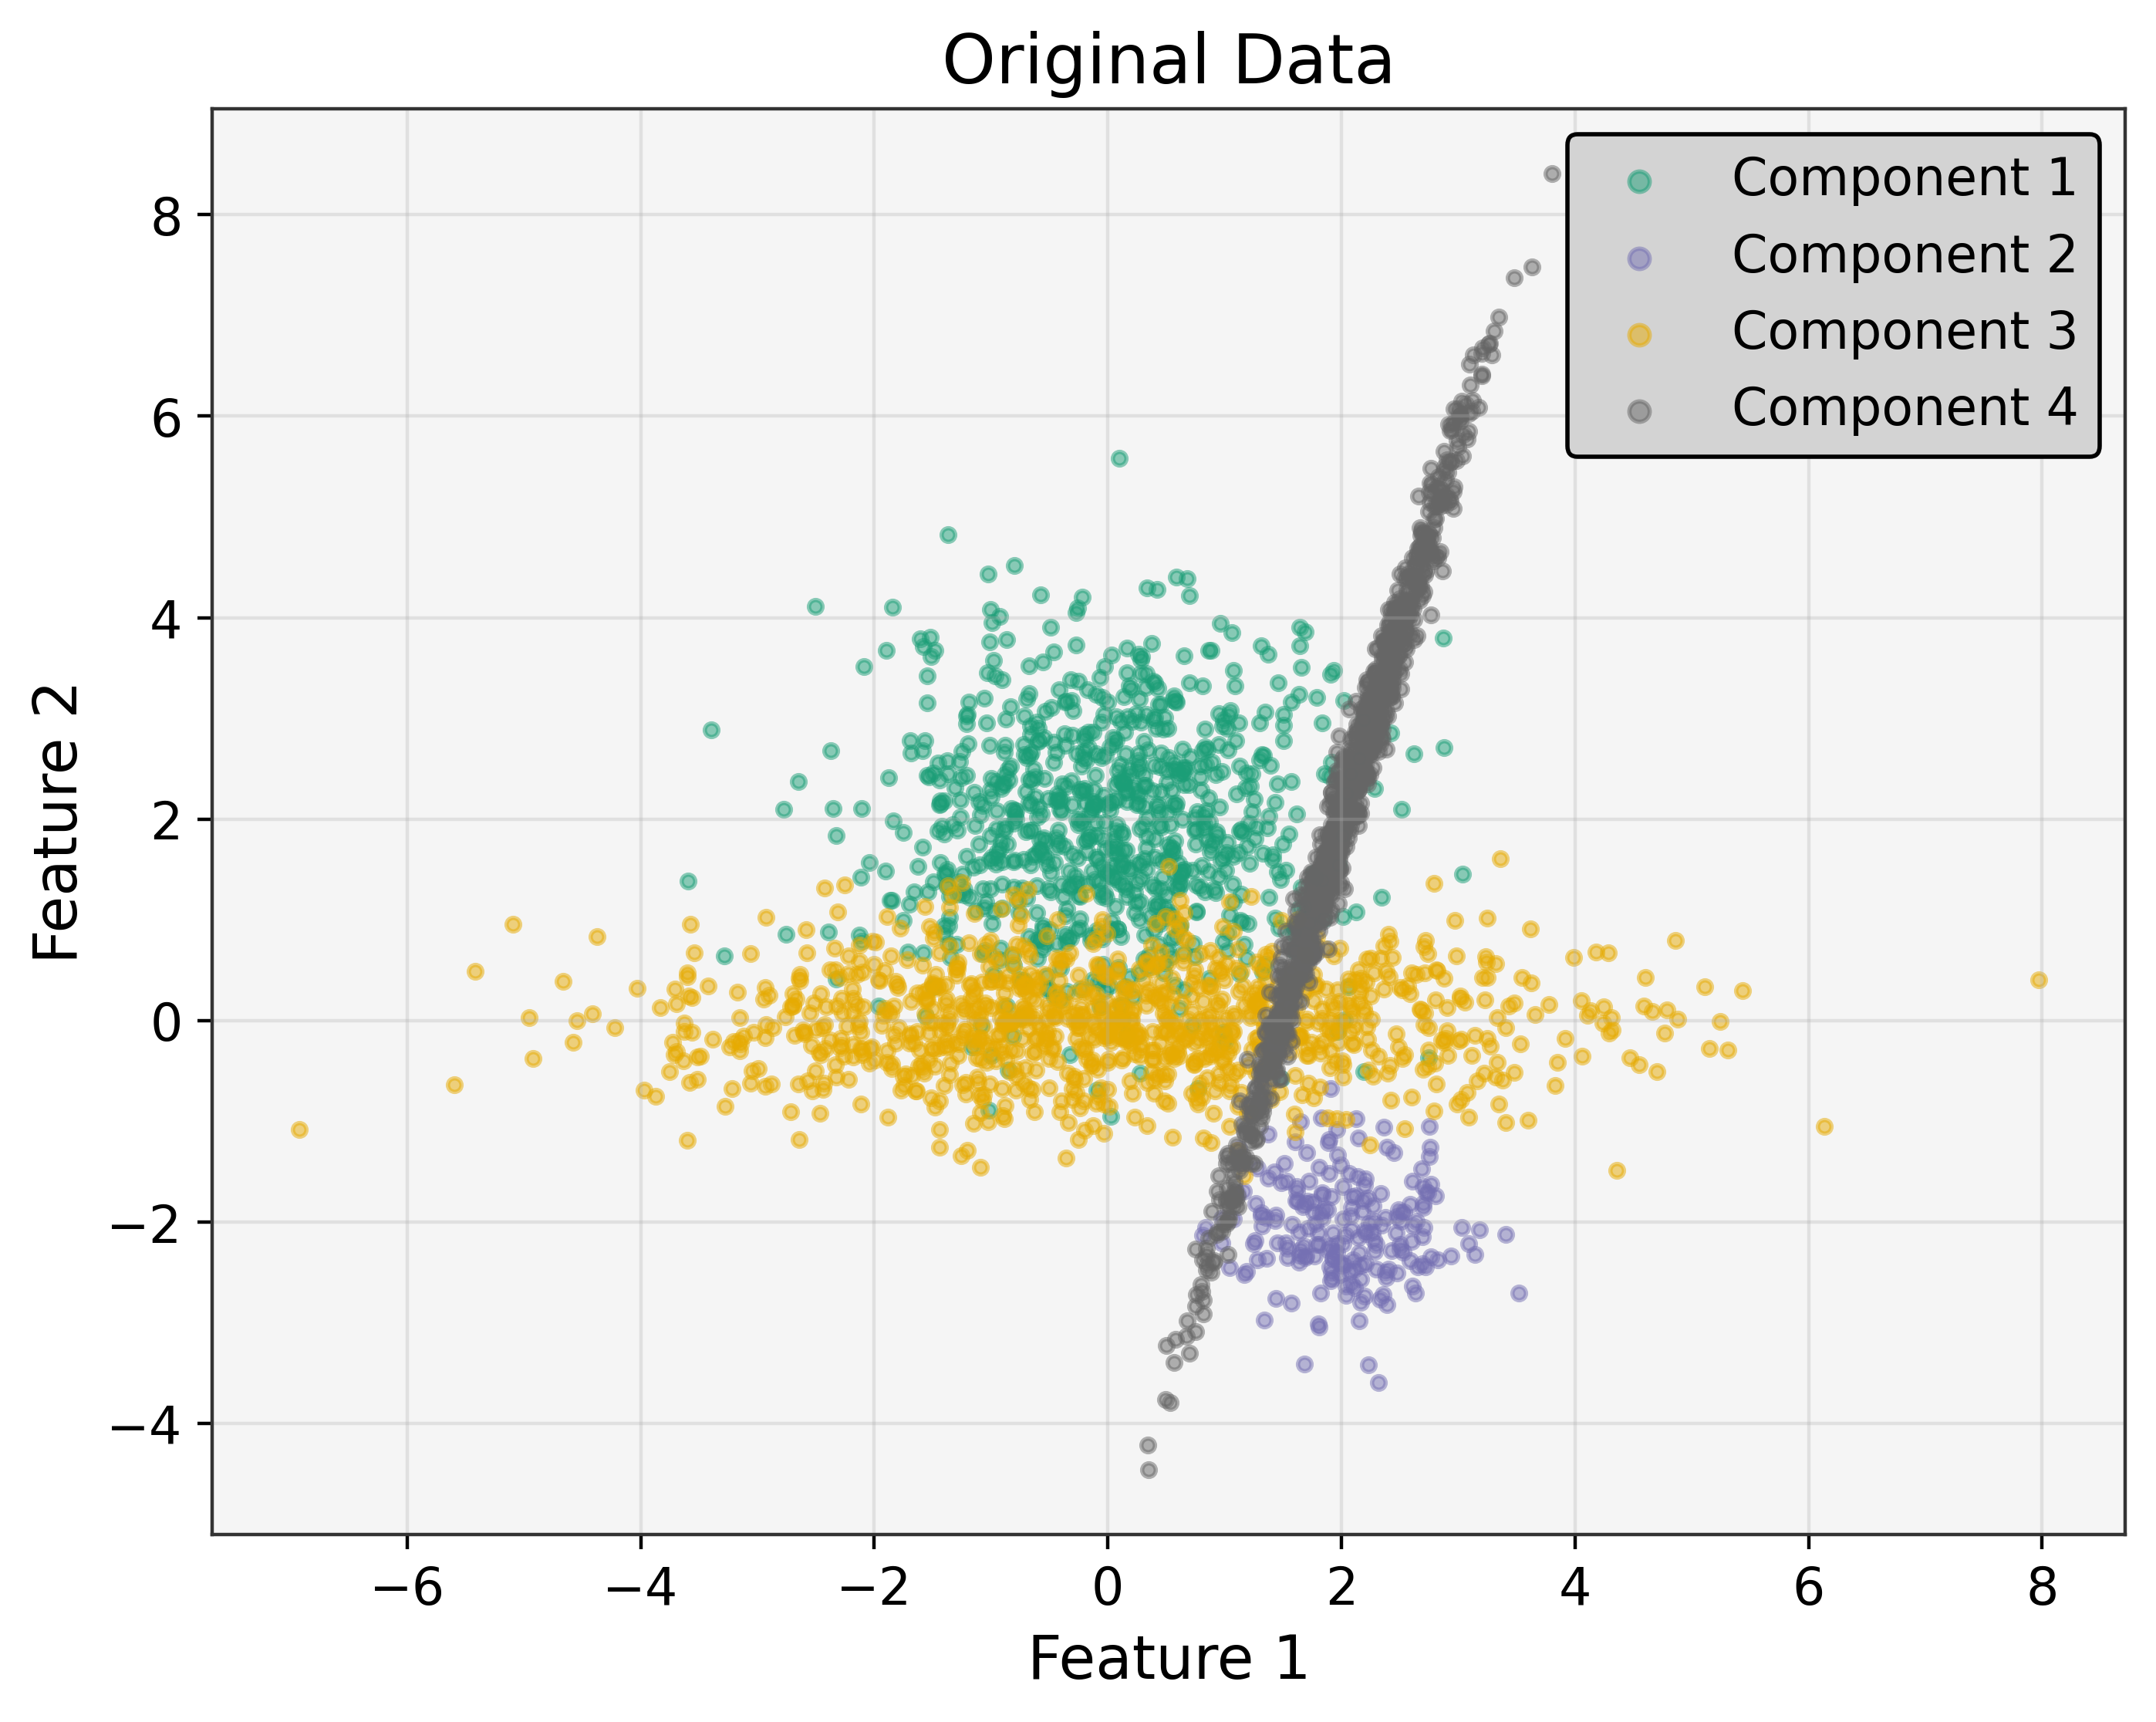 Original Data
Component 1
Component 2
Component 3
Component 4
8
6
4
2
0
−2
−4
Feature 2
−6
−4
−2
0
2
4
6
8
Feature 1